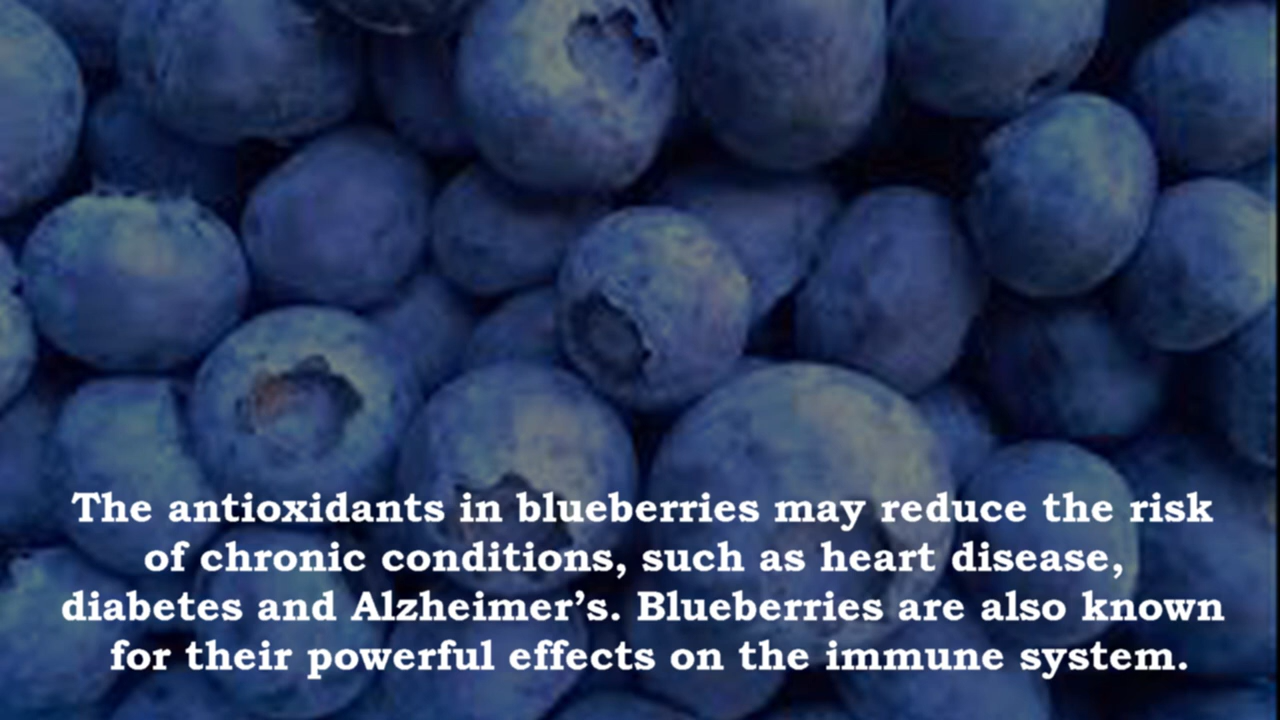 The antioxidants in blueberries may reduce the risk
of chronic conditions, such as heart disease,
diabetes and Alzheimer’s. Blueberries are also known
for their powerful effects on the immune system.